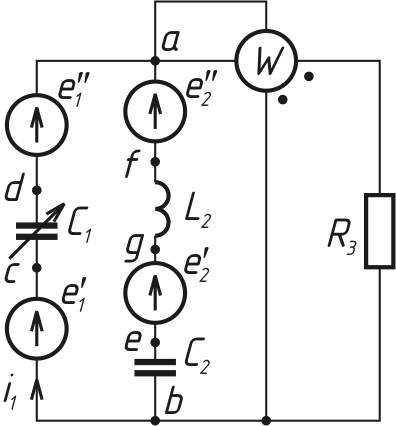 a
W
e₁″
e₂″
f
d
C₁
L₂
R₃
g
c
e₁′
e₂′
e
C₂
i₁
b